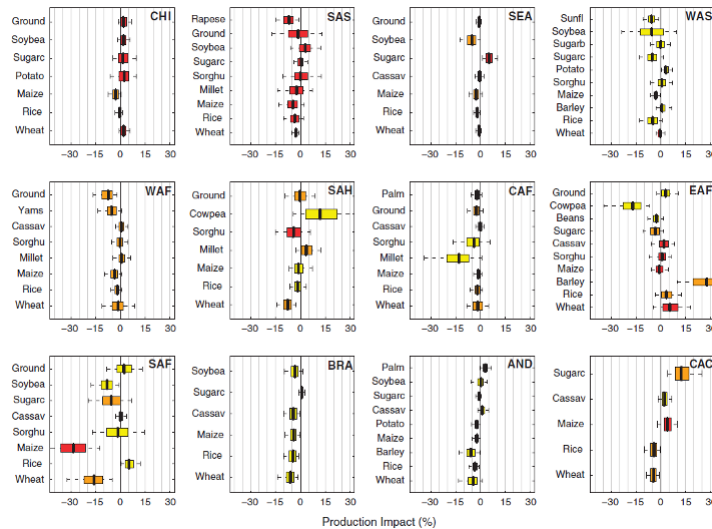 CHI
Ground
Soybea
Sugarc
Potato
Maize
Rice
Wheat
−30 −15 0 15 30
SAS
Rapese
Ground
Soybea
Sugarc
Sorghu
Millet
Maize
Rice
Wheat
−30 −15 0 15 30
SEA
Ground
Soybea
Sugarc
Cassav
Maize
Rice
Wheat
−30 −15 0 15 30
WAS
Sunfl
Soybea
Sugarb
Sugarc
Potato
Sorghu
Maize
Barley
Rice
Wheat
−30 −15 0 15 30
WAF
Ground
Yams
Cassav
Sorghu
Millet
Maize
Rice
Wheat
−30 −15 0 15 30
SAH
Ground
Cowpea
Sorghu
Millet
Maize
Rice
Wheat
−30 −15 0 15 30
CAF
Palm
Ground
Cassav
Sorghu
Millet
Maize
Rice
Wheat
−30 −15 0 15 30
EAF
Ground
Cowpea
Beans
Sugarc
Cassav
Sorghu
Maize
Barley
Rice
Wheat
−30 −15 0 15 30
SAF
Ground
Soybea
Sugarc
Cassav
Sorghu
Maize
Rice
Wheat
−30 −15 0 15 30
BRA
Soybea
Sugarc
Cassav
Maize
Rice
Wheat
−30 −15 0 15 30
AND
Palm
Soybea
Sugarc
Cassav
Potato
Maize
Barley
Rice
Wheat
−30 −15 0 15 30
CAC
Sugarc
Cassav
Maize
Rice
Wheat
−30 −15 0 15 30
Production Impact (%)